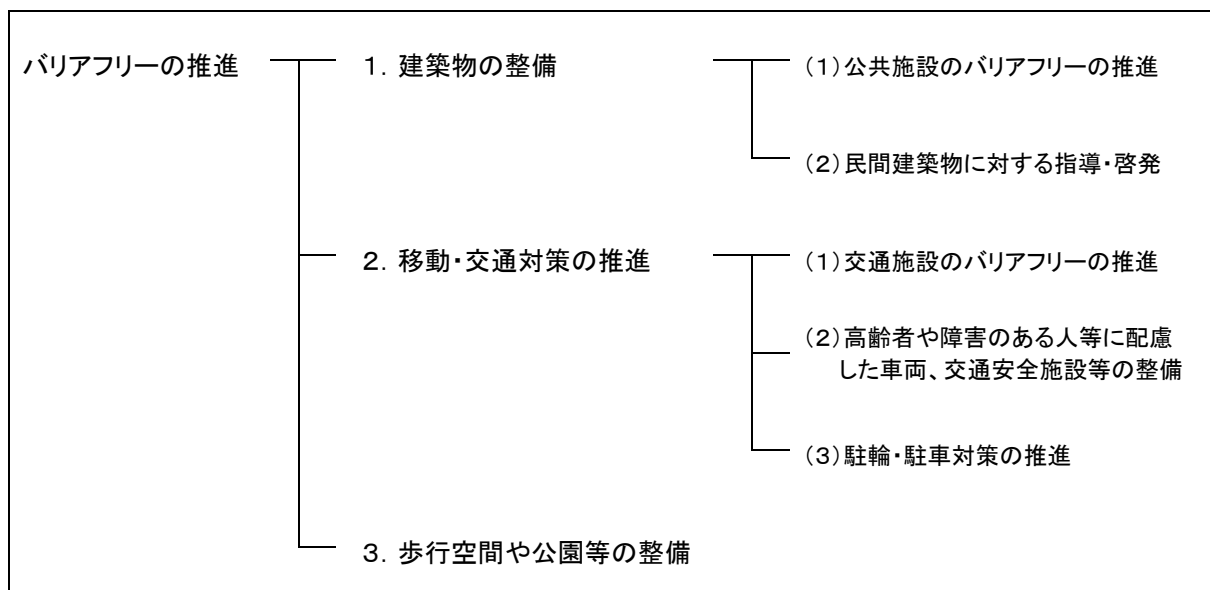 バリアフリーの推進
１．建築物の整備
（１）公共施設のバリアフリーの推進
（２）民間建築物に対する指導・啓発
２．移動・交通対策の推進
（１）交通施設のバリアフリーの推進
（２）高齢者や障害のある人等に配慮
した車両、交通安全施設等の整備
（３）駐輪・駐車対策の推進
３．歩行空間や公園等の整備